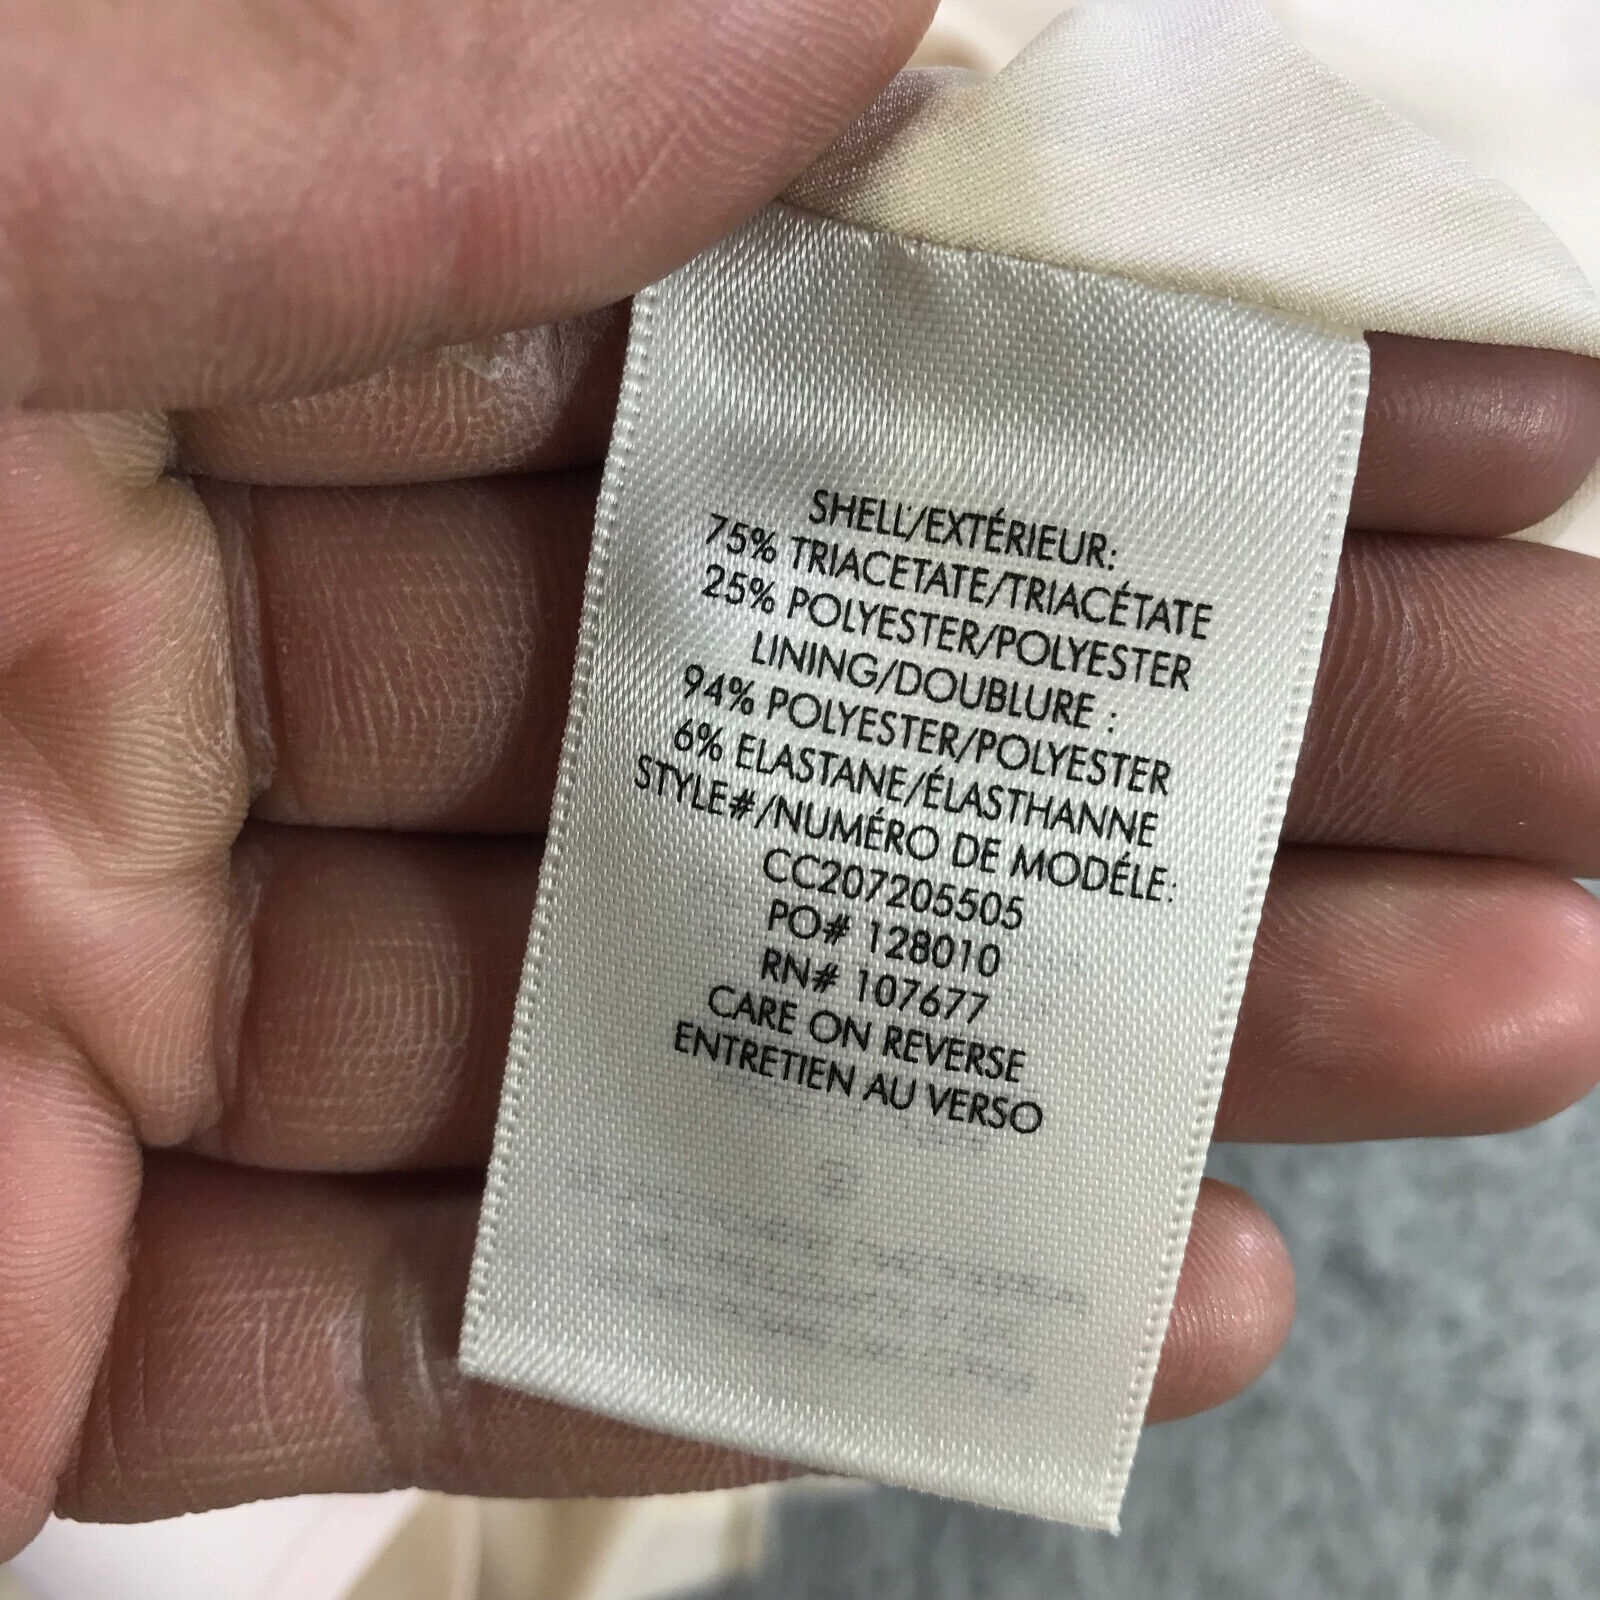 SHELL/EXTÉRIEUR:
75% TRIACETATE/TRIACÉTATE
25% POLYESTER/POLYESTER
LINING/DOUBLURE :
94% POLYESTER/POLYESTER
6% ELASTANE/ÉLASTHANNE
STYLE#/NUMÉRO DE MODÉLE:
CC207205505
PO# 128010
RN# 107677
CARE ON REVERSE
ENTRETIEN AU VERSO